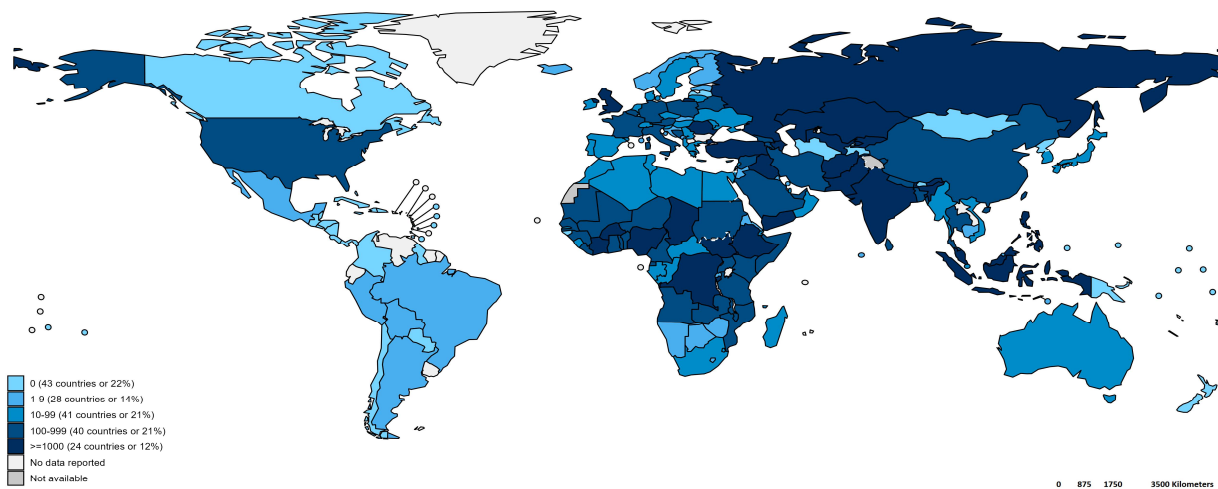 0 (43 countries or 22%)
1-9 (28 countries or 14%)
10-99 (41 countries or 21%)
100-999 (40 countries or 21%)
>=1000 (24 countries or 12%)
No data reported
Not available
0 875 1750 3500 Kilometers